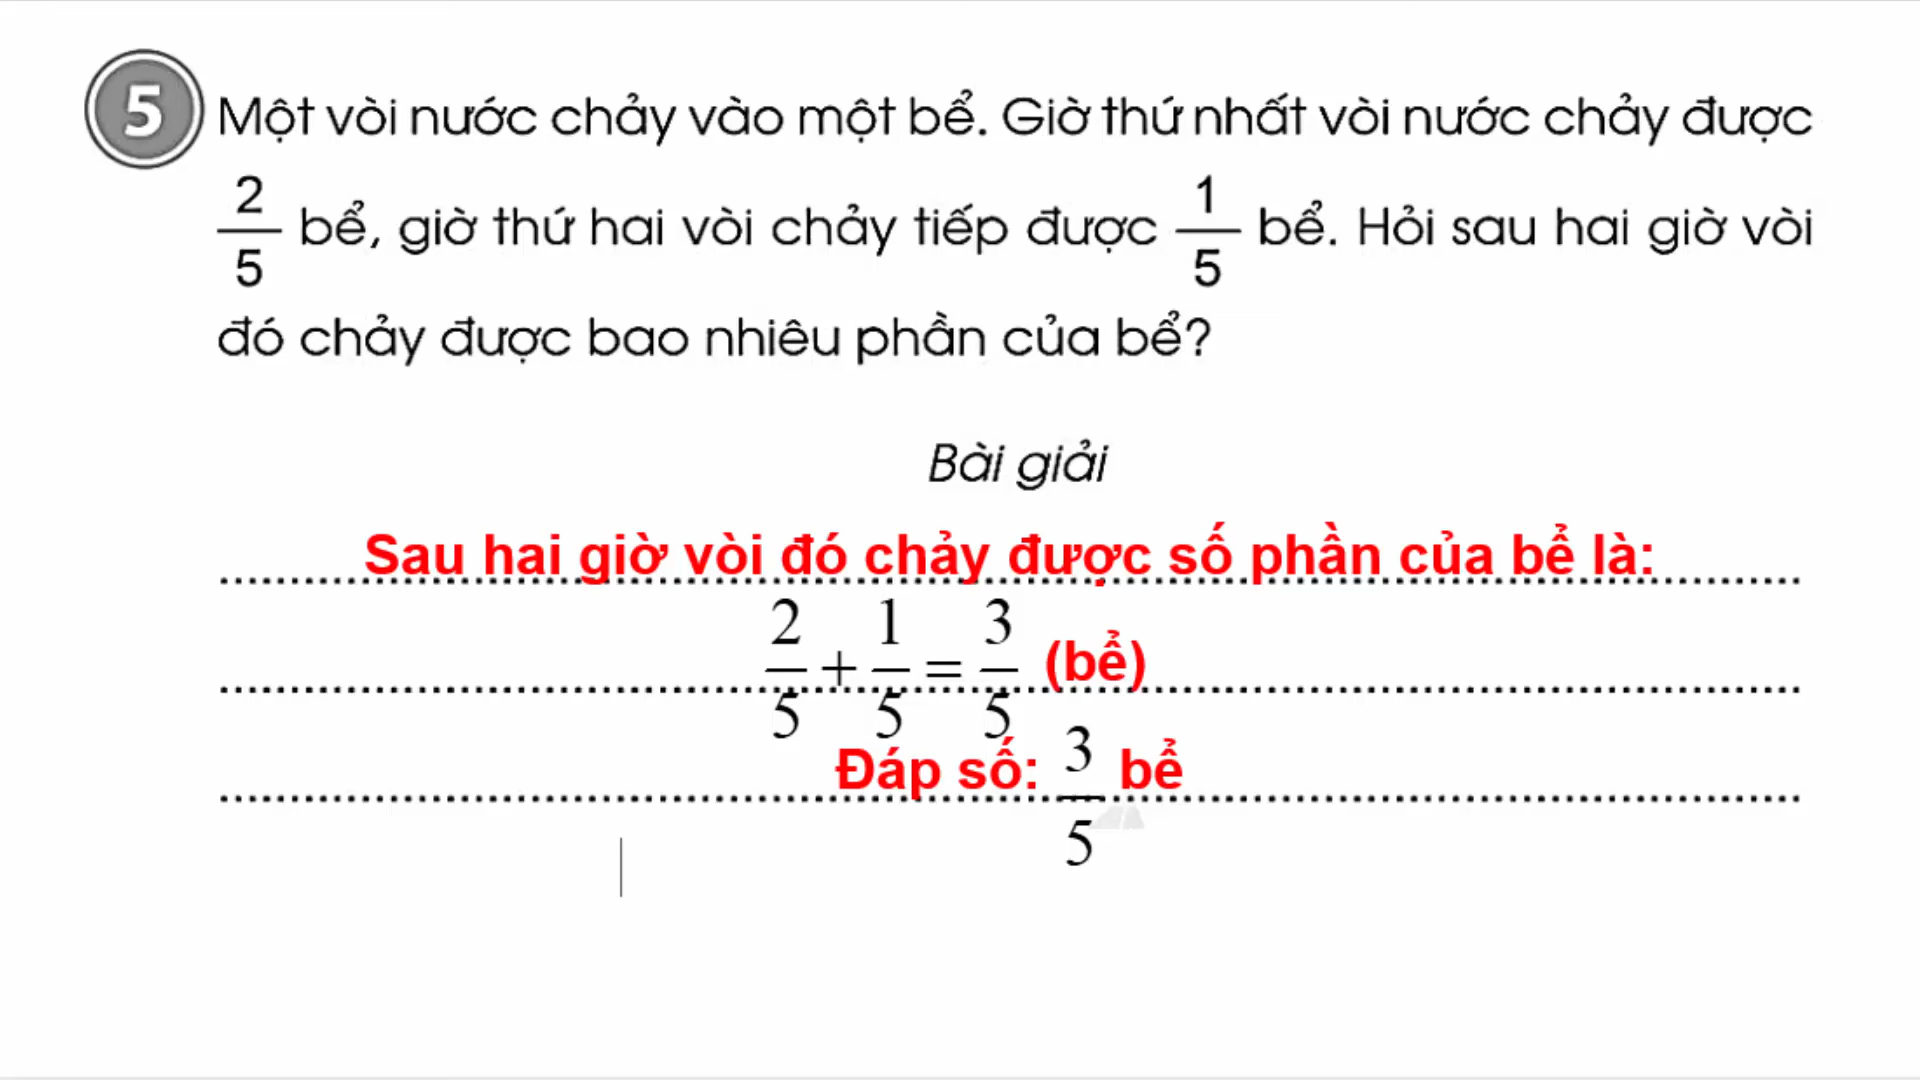 5 Một vòi nước chảy vào một bể. Giờ thứ nhất vòi nước chảy được
2/5 bể, giờ thứ hai vòi chảy tiếp được 1/5 bể. Hỏi sau hai giờ vòi
đó chảy được bao nhiêu phần của bể?
Bài giải
Sau hai giờ vòi đó chảy được số phần của bể là:
2/5 + 1/5 = 3/5 (bể)
Đáp số: 3/5 bể